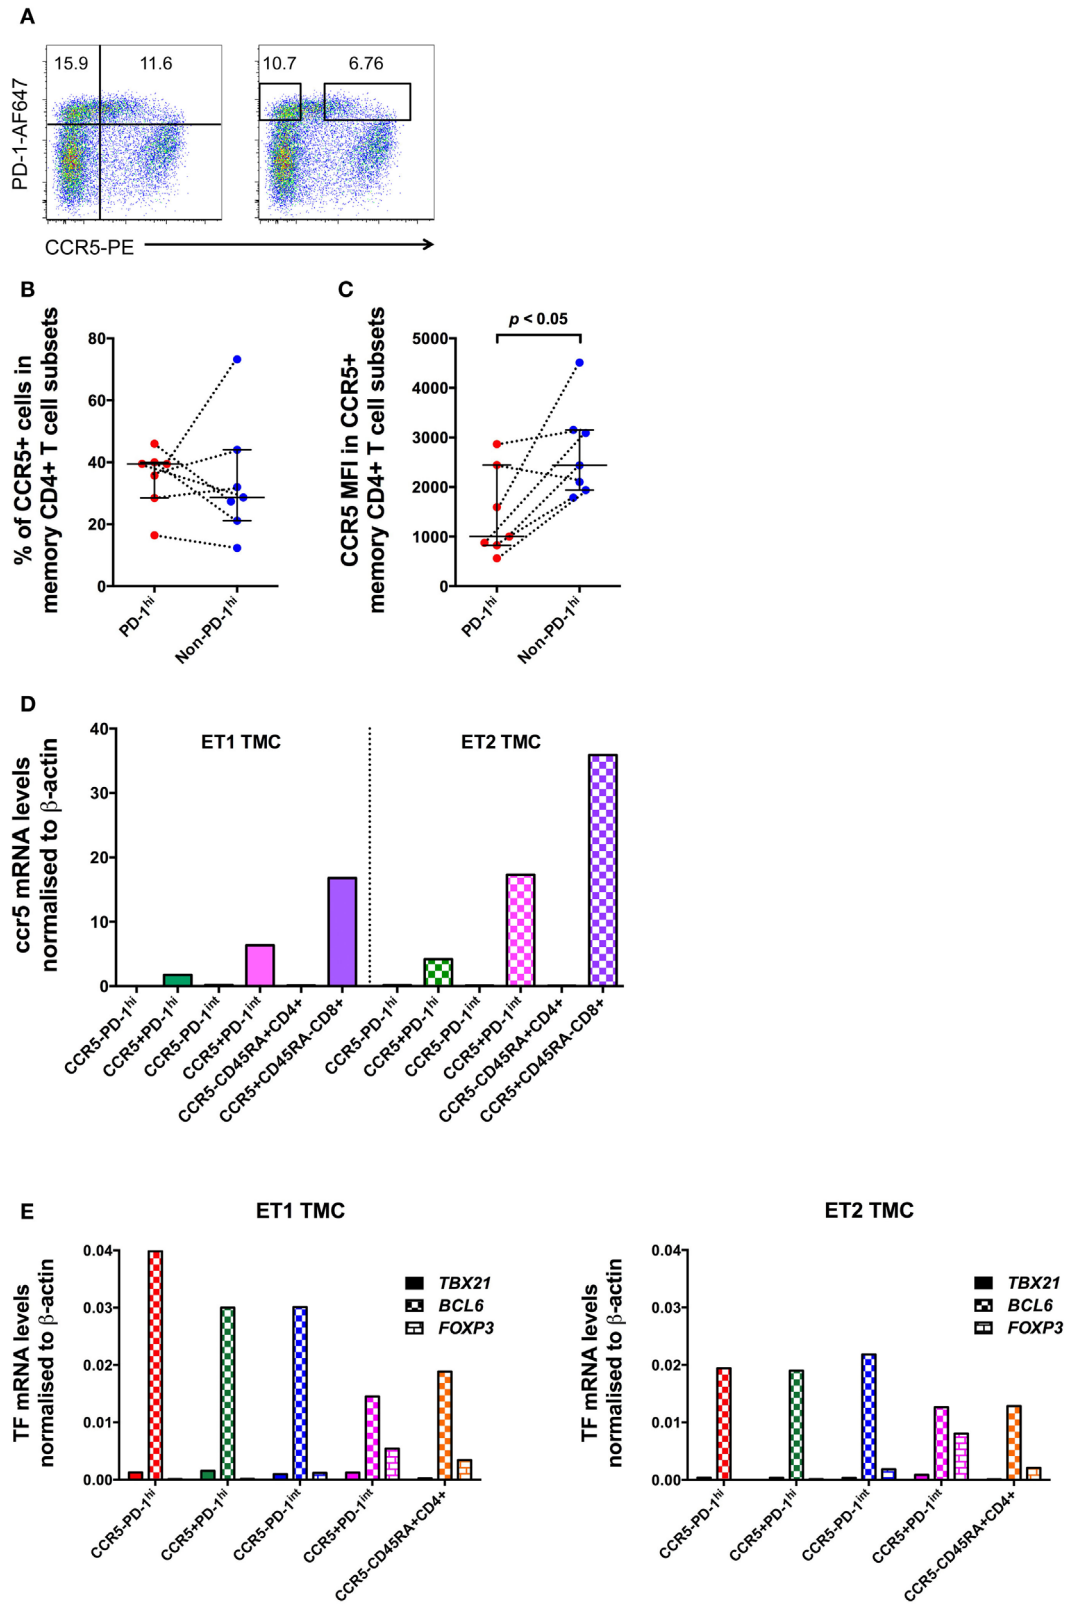 A
15.9 11.6
10.7 6.76
PD-1-AF647
CCR5-PE
B
% of CCR5+ cells in
memory CD4+ T cell subsets
80
60
40
20
0
PD-1hi
Non-PD-1hi
C
CCR5 MFI in CCR5+
memory CD4+ T cell subsets
p < 0.05
5000
4000
3000
2000
1000
0
PD-1hi
Non-PD-1hi
D
ccr5 mRNA levels
normalised to β-actin
40
30
20
10
0
ET1 TMC
ET2 TMC
CCR5-PD-1hi
CCR5+PD-1hi
CCR5-PD-1int
CCR5+PD-1int
CCR5-CD45RA+CD4+
CCR5+CD45RA-CD8+
CCR5-PD-1hi
CCR5+PD-1hi
CCR5-PD-1int
CCR5+PD-1int
CCR5-CD45RA+CD4+
CCR5+CD45RA-CD8+
E
ET1 TMC
TF mRNA levels
normalised to β-actin
0.04
0.03
0.02
0.01
0.00
TBX21
BCL6
FOXP3
CCR5-PD-1hi
CCR5+PD-1hi
CCR5-PD-1int
CCR5+PD-1int
CCR5-CD45RA+CD4+
ET2 TMC
TF mRNA levels
normalised to β-actin
0.04
0.03
0.02
0.01
0.00
TBX21
BCL6
FOXP3
CCR5-PD-1hi
CCR5+PD-1hi
CCR5-PD-1int
CCR5+PD-1int
CCR5-CD45RA+CD4+